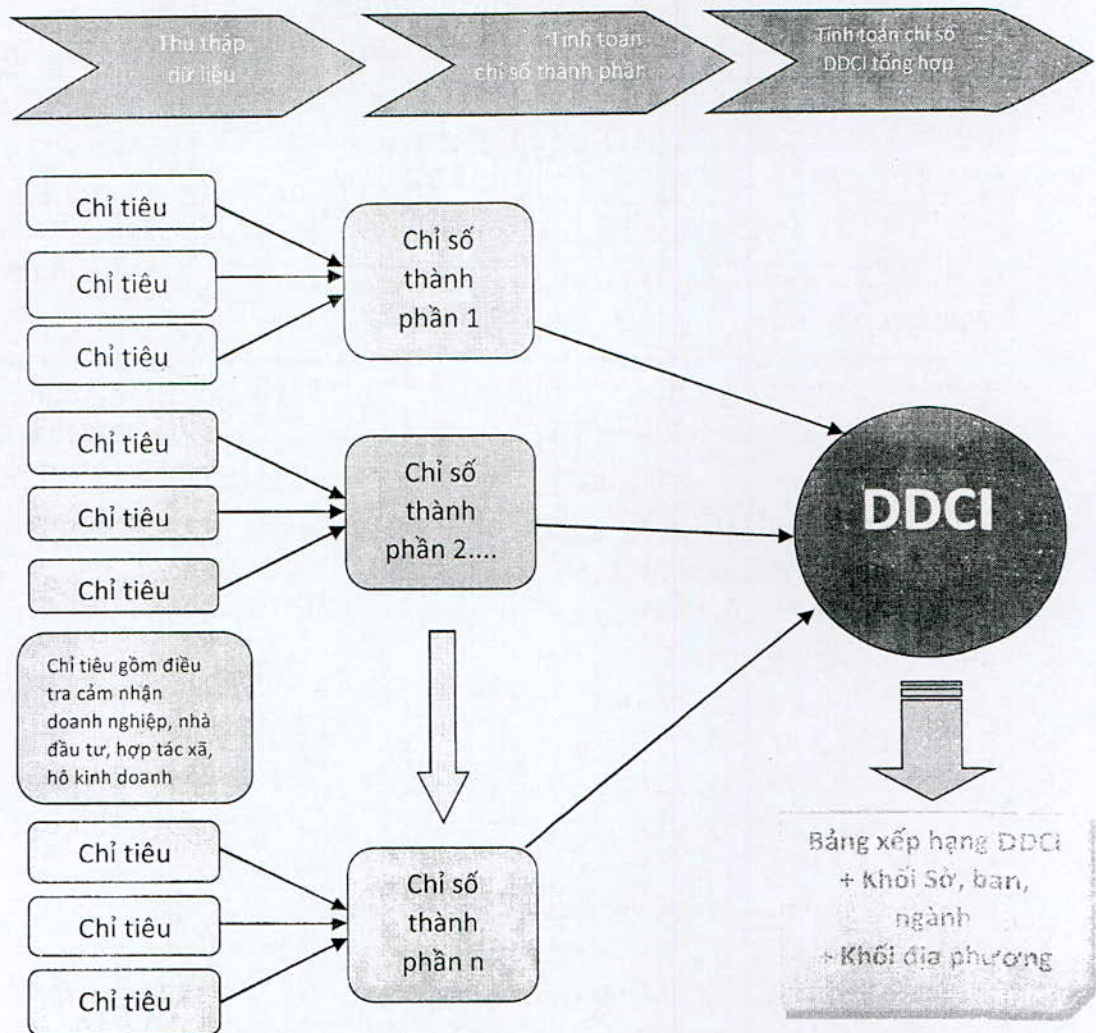 Thu thập
dữ liệu
Tính toán
chỉ số thành phần
Tính toán chỉ số
DDCI tổng hợp
Chỉ tiêu
Chỉ tiêu
Chỉ tiêu
Chỉ số
thành
phần 1
Chỉ tiêu
Chỉ tiêu
Chỉ tiêu
Chỉ số
thành
phần 2....
DDCI
Chỉ tiêu gồm điều
tra cảm nhận
doanh nghiệp, nhà
đầu tư, hợp tác xã,
hộ kinh doanh
Chỉ tiêu
Chỉ tiêu
Chỉ tiêu
Chỉ số
thành
phần n
Bảng xếp hạng DDCI
+ Khối Sở, ban,
ngành
+ Khối địa phương